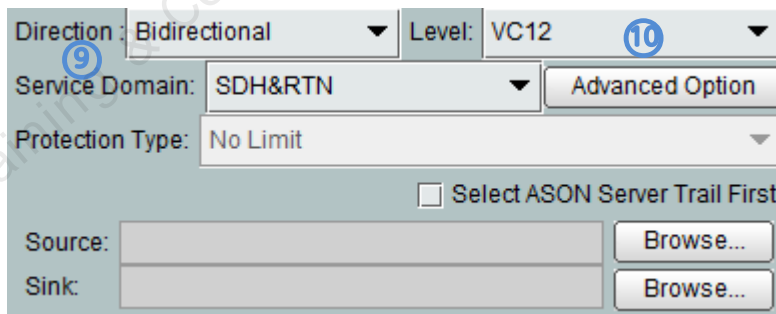 Direction : Bidirectional Level: VC12
⑨ ⑩
Service Domain: SDH&RTN Advanced Option
Protection Type: No Limit
Select ASON Server Trail First
Source: Browse...
Sink: Browse...